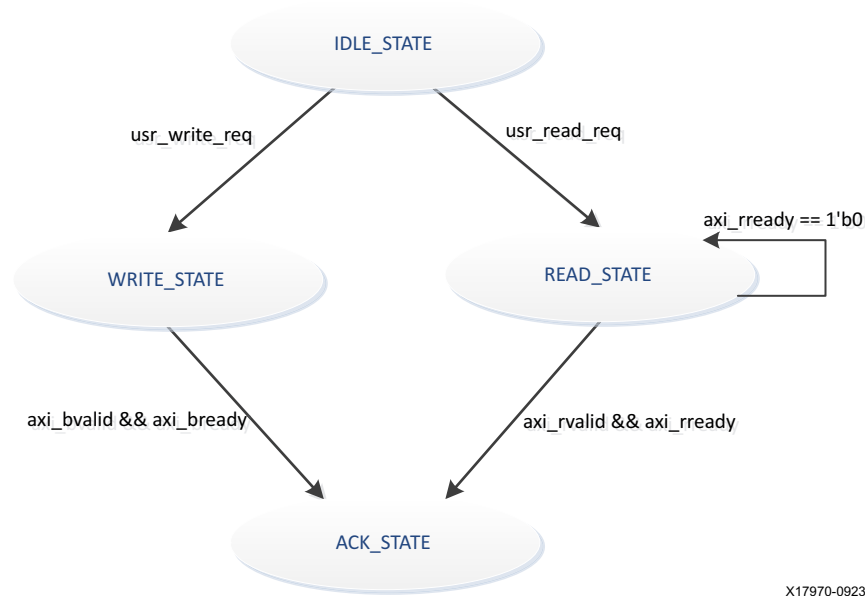 IDLE_STATE
usr_write_req
usr_read_req
axi_rready == 1'b0
WRITE_STATE
READ_STATE
axi_bvalid && axi_bready
axi_rvalid && axi_rready
ACK_STATE
X17970-0923